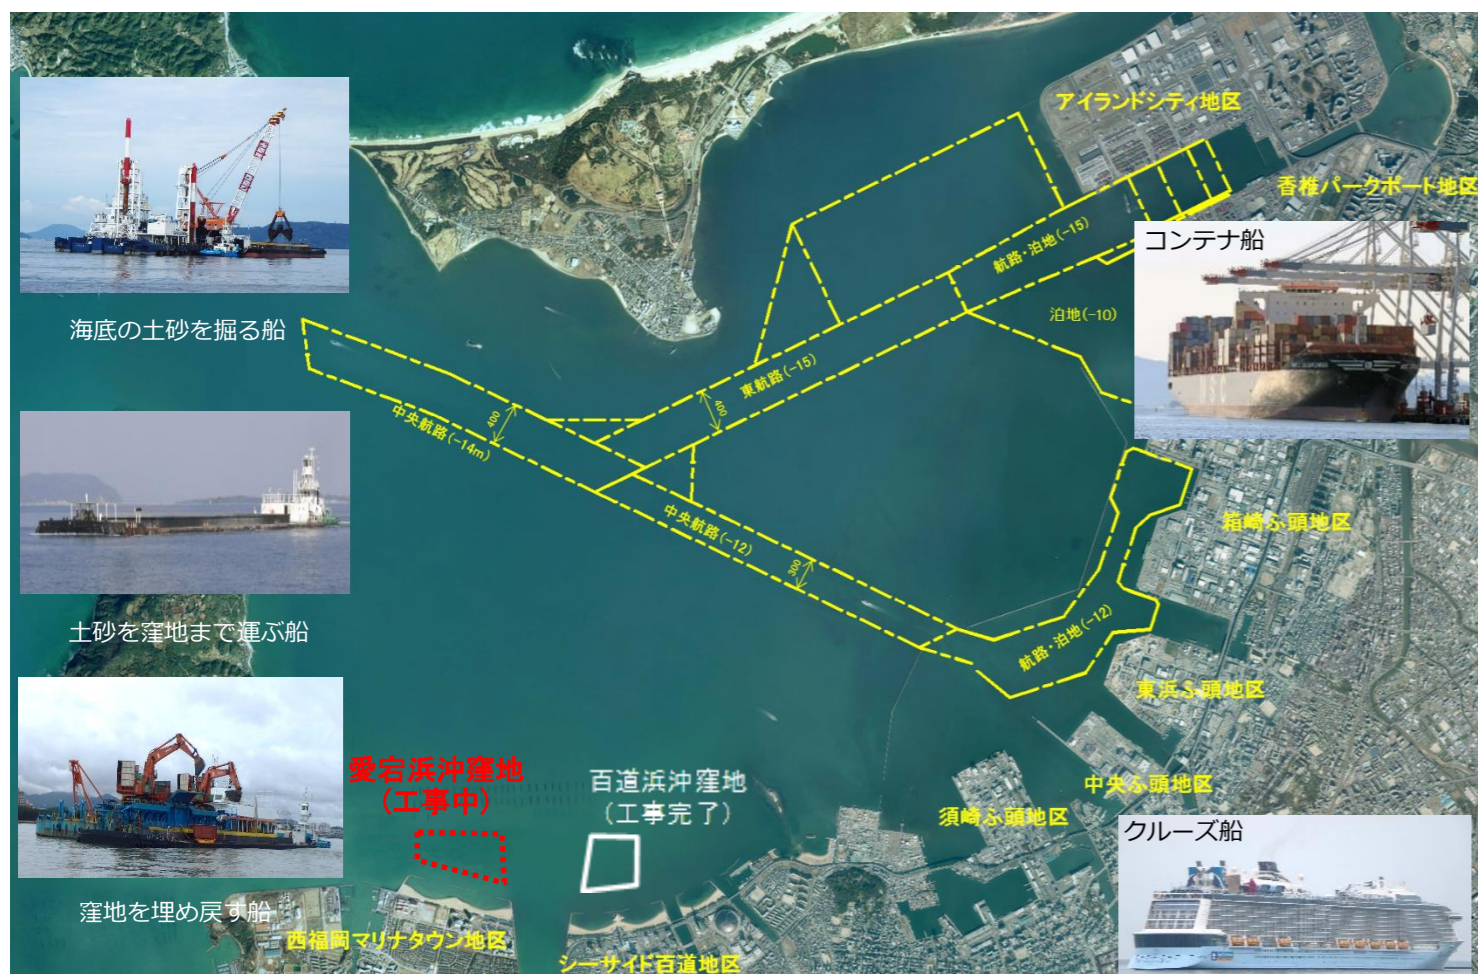 アイランドシティ地区
香椎パークポート地区
コンテナ船
航路・泊地(-15)
泊地(-10)
海底の土砂を掘る船
東航路(-15)
400
400
中央航路(-14m)
中央航路(-12)
300
箱崎ふ頭地区
航路・泊地(-12)
土砂を窪地まで運ぶ船
東浜ふ頭地区
愛宕浜沖窪地
(工事中)
百道浜沖窪地
(工事完了)
中央ふ頭地区
須崎ふ頭地区
クルーズ船
窪地を埋め戻す船
西福岡マリナタウン地区
シーサイド百道地区